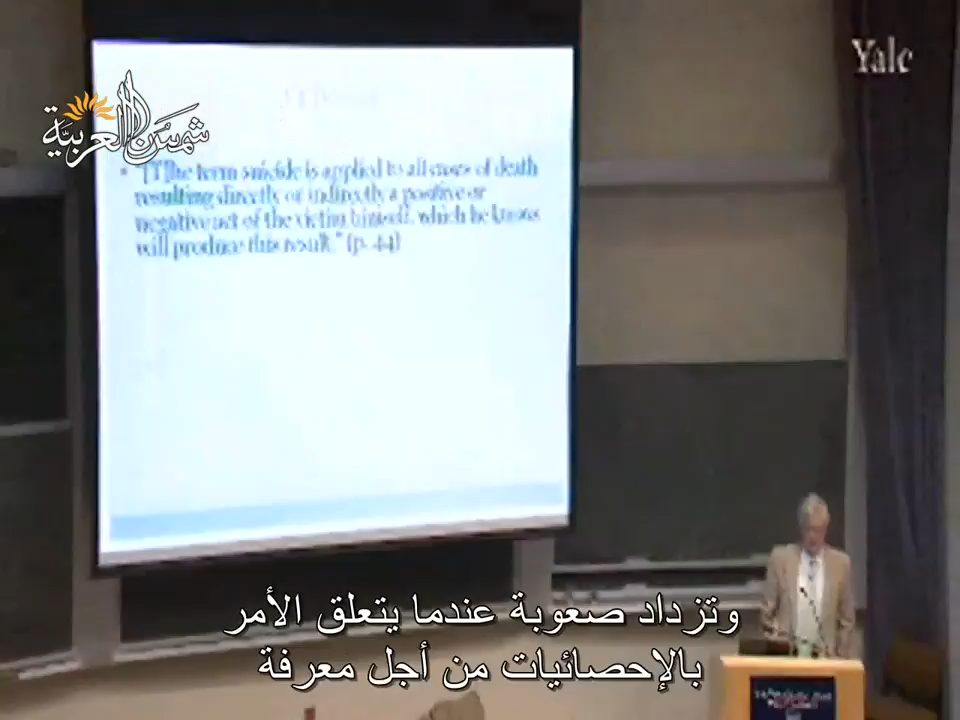 Yale
شمس العربية
• "[T]he term suicide is applied to all cases of death
resulting directly or indirectly a positive or
negative act of the victim himself, which he knows
will produce this result." (p. 44)
وتزداد صعوبة عندما يتعلق الأمر
بالإحصائيات من أجل معرفة